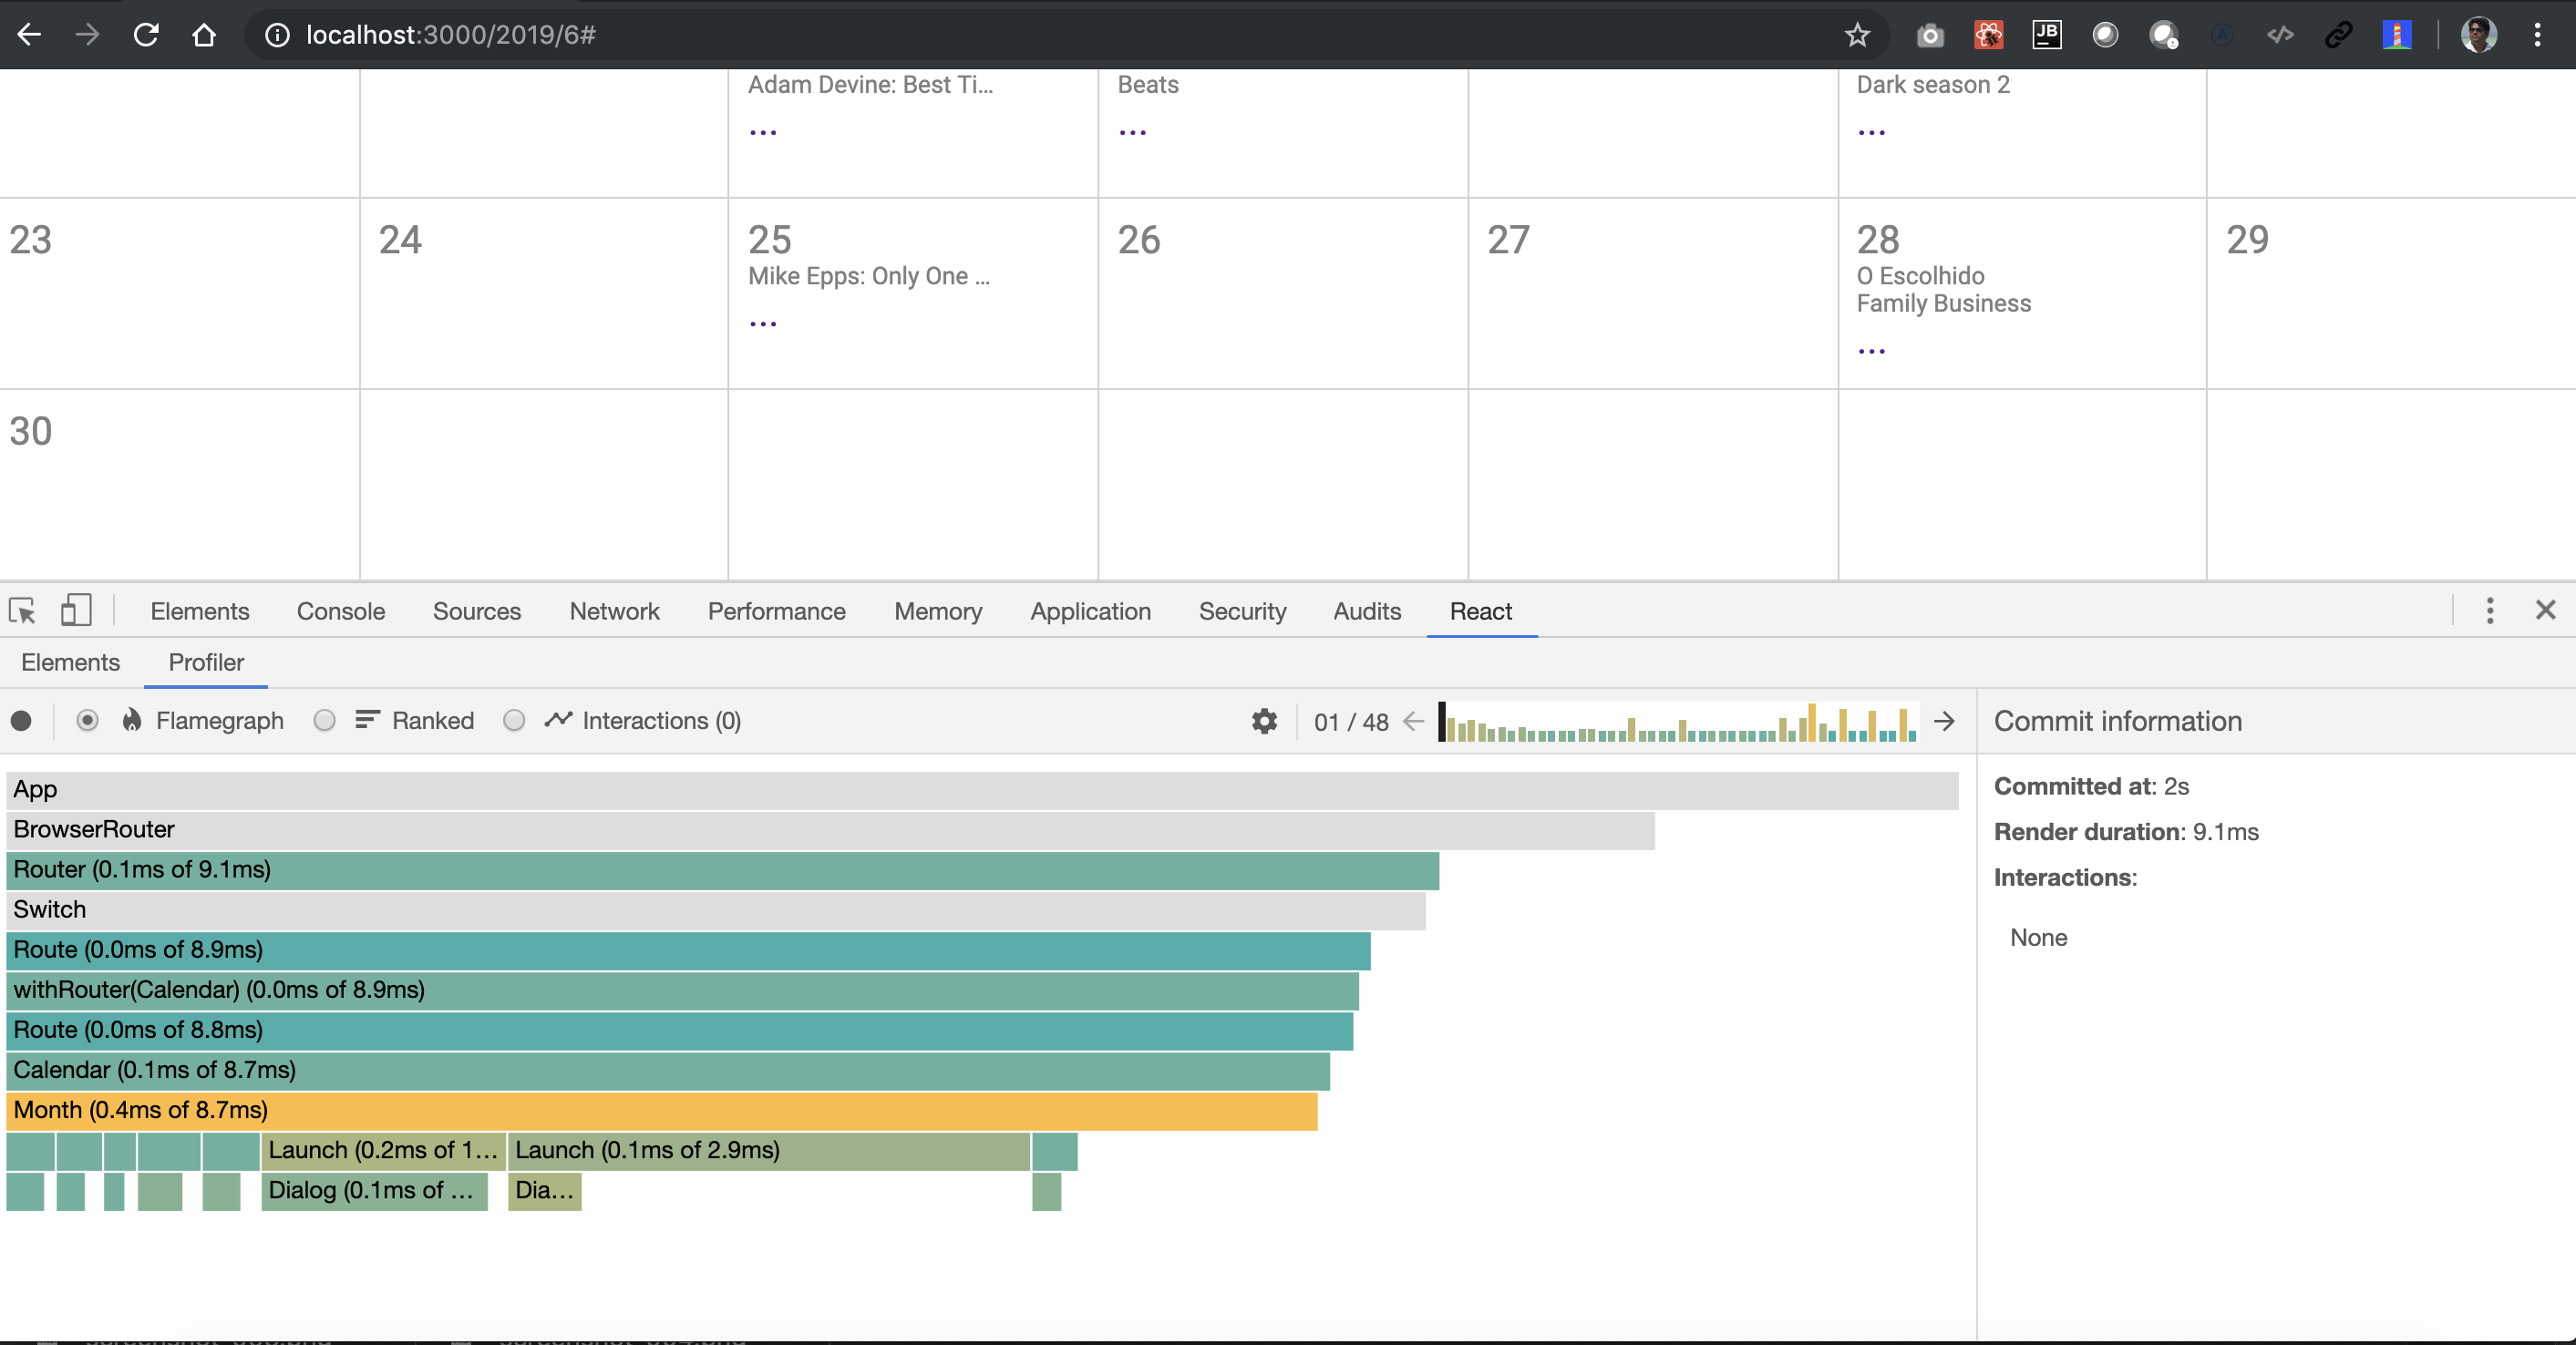 localhost:3000/2019/6#
JB
Adam Devine: Best Ti...
Beats
Dark season 2
...
...
...
23
24
25
26
27
28
29
Mike Epps: Only One ...
O Escolhido
Family Business
...
...
30
Elements
Console
Sources
Network
Performance
Memory
Application
Security
Audits
React
Elements
Profiler
Flamegraph
Ranked
Interactions (0)
01 / 48
Commit information
App
BrowserRouter
Router (0.1ms of 9.1ms)
Switch
Route (0.0ms of 8.9ms)
withRouter(Calendar) (0.0ms of 8.9ms)
Route (0.0ms of 8.8ms)
Calendar (0.1ms of 8.7ms)
Month (0.4ms of 8.7ms)
Launch (0.2ms of 1...
Launch (0.1ms of 2.9ms)
Dialog (0.1ms of ...
Dia...
Committed at: 2s
Render duration: 9.1ms
Interactions:
None